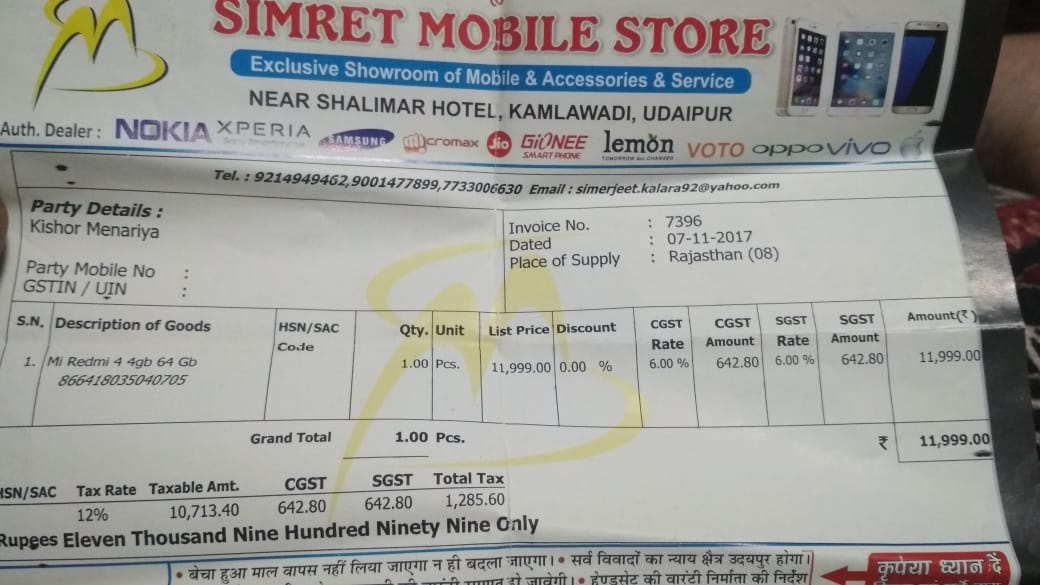 SIMRET MOBILE STORE
Exclusive Showroom of Mobile & Accessories & Service
NEAR SHALIMAR HOTEL, KAMLAWADI, UDAIPUR
Auth. Dealer : NOKIA XPERIA SAMSUNG micromax Jio GiONEE SMART PHONE lemon VOTO oppo vivo
Tel. : 9214949462,9001477899,7733006630 Email : simerjeet.kalara92@yahoo.com
Party Details :
Kishor Menariya
Party Mobile No :
GSTIN / UIN :
Invoice No. : 7396
Dated : 07-11-2017
Place of Supply : Rajasthan (08)
S.N. Description of Goods HSN/SAC Code Qty. Unit List Price Discount CGST Rate CGST Amount SGST Rate SGST Amount Amount(₹)
1. Mi Redmi 4 4gb 64 Gb 1.00 Pcs. 11,999.00 0.00 % 6.00 % 642.80 6.00 % 642.80 11,999.00
866418035040705
Grand Total 1.00 Pcs. ₹ 11,999.00
HSN/SAC Tax Rate Taxable Amt. CGST SGST Total Tax
12% 10,713.40 642.80 642.80 1,285.60
Rupees Eleven Thousand Nine Hundred Ninety Nine Only
• बेचा हुआ माल वापस नहीं लिया जाएगा न ही बदला जाएगा। • सर्व विवादों का न्याय क्षैत्र उदयपुर होगा।
जावेगी। • हेण्डसेट की वारंटी निर्माता की निर्देश
कृपया ध्यान दें